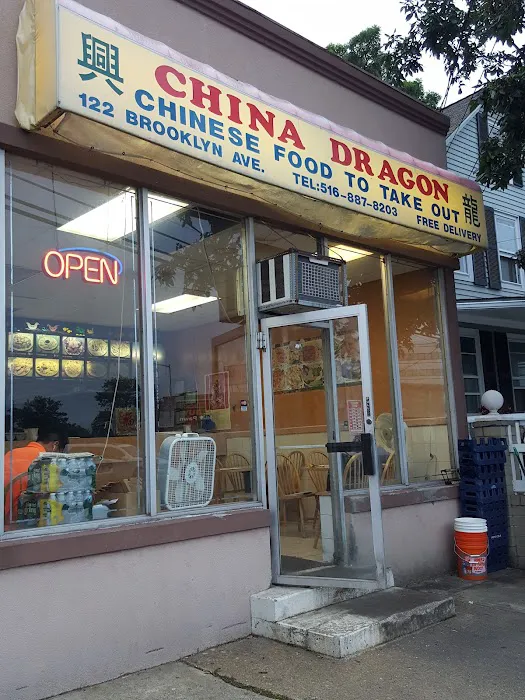 興 CHINA DRAGON 龍
CHINESE FOOD TO TAKE OUT
122 BROOKLYN AVE. TEL:516-887-8203 FREE DELIVERY
OPEN